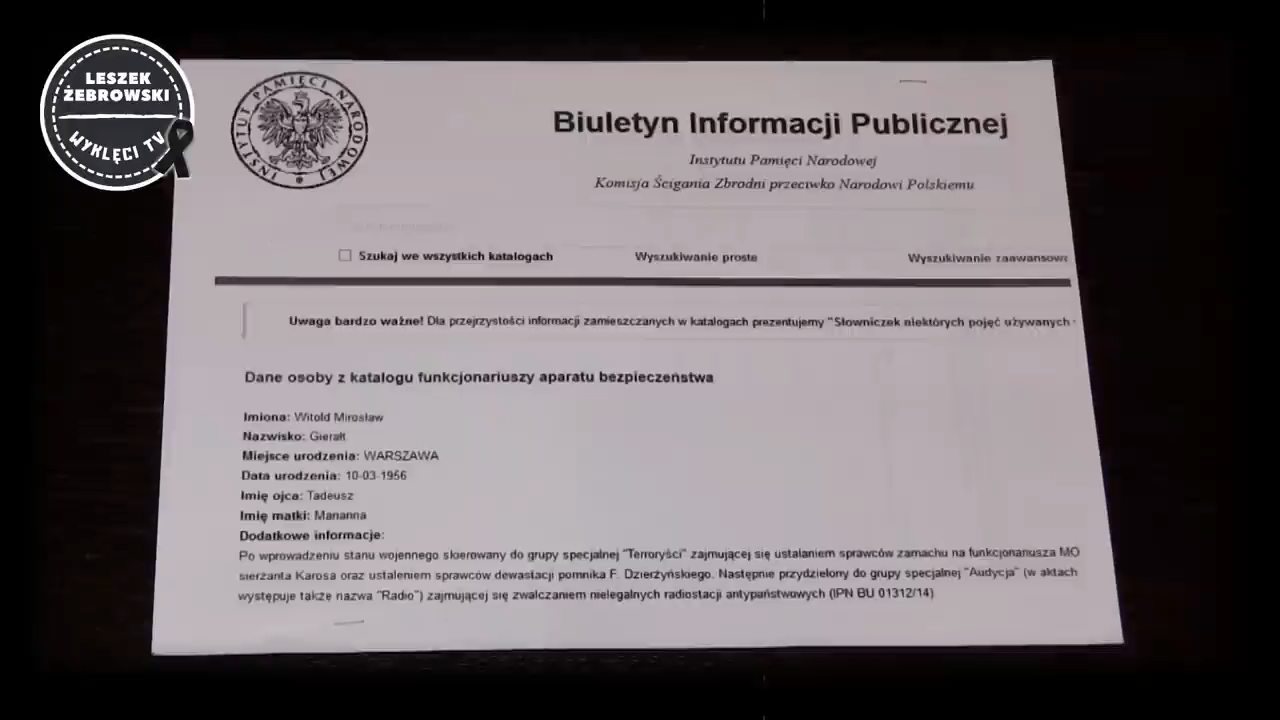 LESZEK
ŻEBROWSKI
WYKLĘCI TV
INSTYTUT PAMIĘCI NARODOWEJ
Biuletyn Informacji Publicznej
Instytutu Pamięci Narodowej
Komisja Ścigania Zbrodni przeciwko Narodowi Polskiemu
Szukaj we wszystkich katalogach Wyszukiwanie proste Wyszukiwanie zaawansowa
Uwaga bardzo ważne! Dla przejrzystości informacji zamieszczanych w katalogach prezentujemy "Słowniczek niektórych pojęć używanych
Dane osoby z katalogu funkcjonariuszy aparatu bezpieczeństwa
Imiona: Witold Mirosław
Nazwisko: Gierałt
Miejsce urodzenia: WARSZAWA
Data urodzenia: 10-03-1956
Imię ojca: Tadeusz
Imię matki: Marianna
Dodatkowe informacje:
Po wprowadzeniu stanu wojennego skierowany do grupy specjalnej "Terroryści" zajmującej się ustalaniem sprawców zamachu na funkcjonariusza MO
sierżanta Karosa oraz ustaleniem sprawców dewastacji pomnika F. Dzierżyńskiego. Następnie przydzielony do grupy specjalnej "Audycja" (w aktach
występuje także nazwa "Radio") zajmującej się zwalczaniem nielegalnych radiostacji antypaństwowych (IPN BU 01312/14)